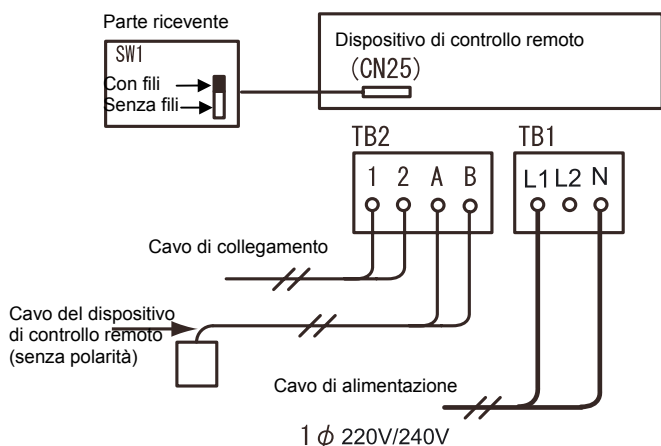 Parte ricevente
SW1
Con fili
Senza fili
Dispositivo di controllo remoto
(CN25)
TB2
1 2 A B
TB1
L1 L2 N
Cavo di collegamento
Cavo del dispositivo
di controllo remoto
(senza polarità)
Cavo di alimentazione
1 ϕ 220V/240V